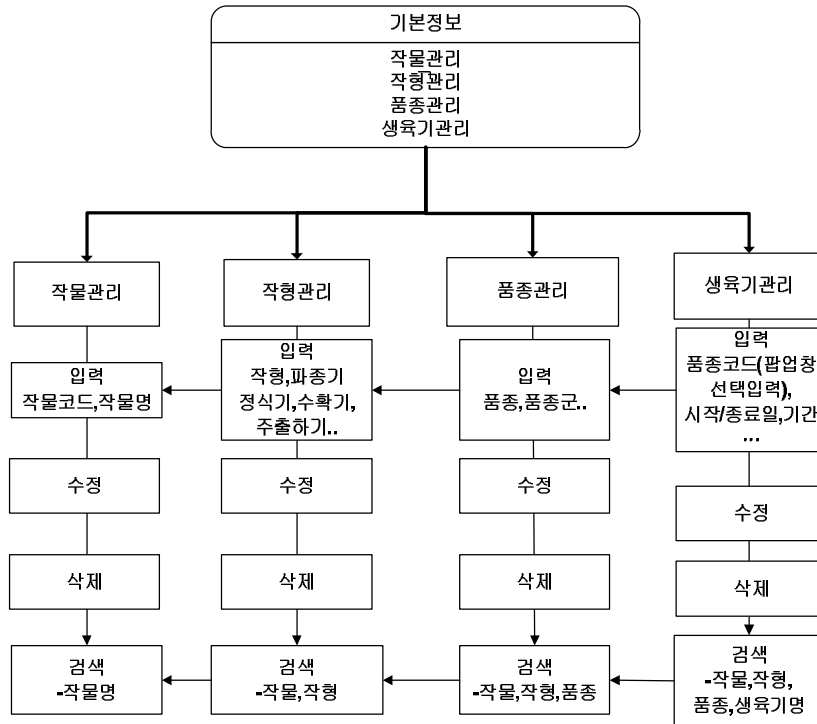 기본정보
작물관리
작형관리
품종관리
생육기관리
작물관리
작형관리
품종관리
생육기관리
입력
작물코드,작물명
입력
작형,파종기
정식기,수확기,
주출하기..
입력
품종,품종군..
입력
품종코드(팝업창
선택입력),
시작/종료일,기간
...
수정
수정
수정
수정
삭제
삭제
삭제
삭제
검색
-작물명
검색
-작물,작형
검색
-작물,작형,품종
검색
-작물,작형,
품종,생육기명